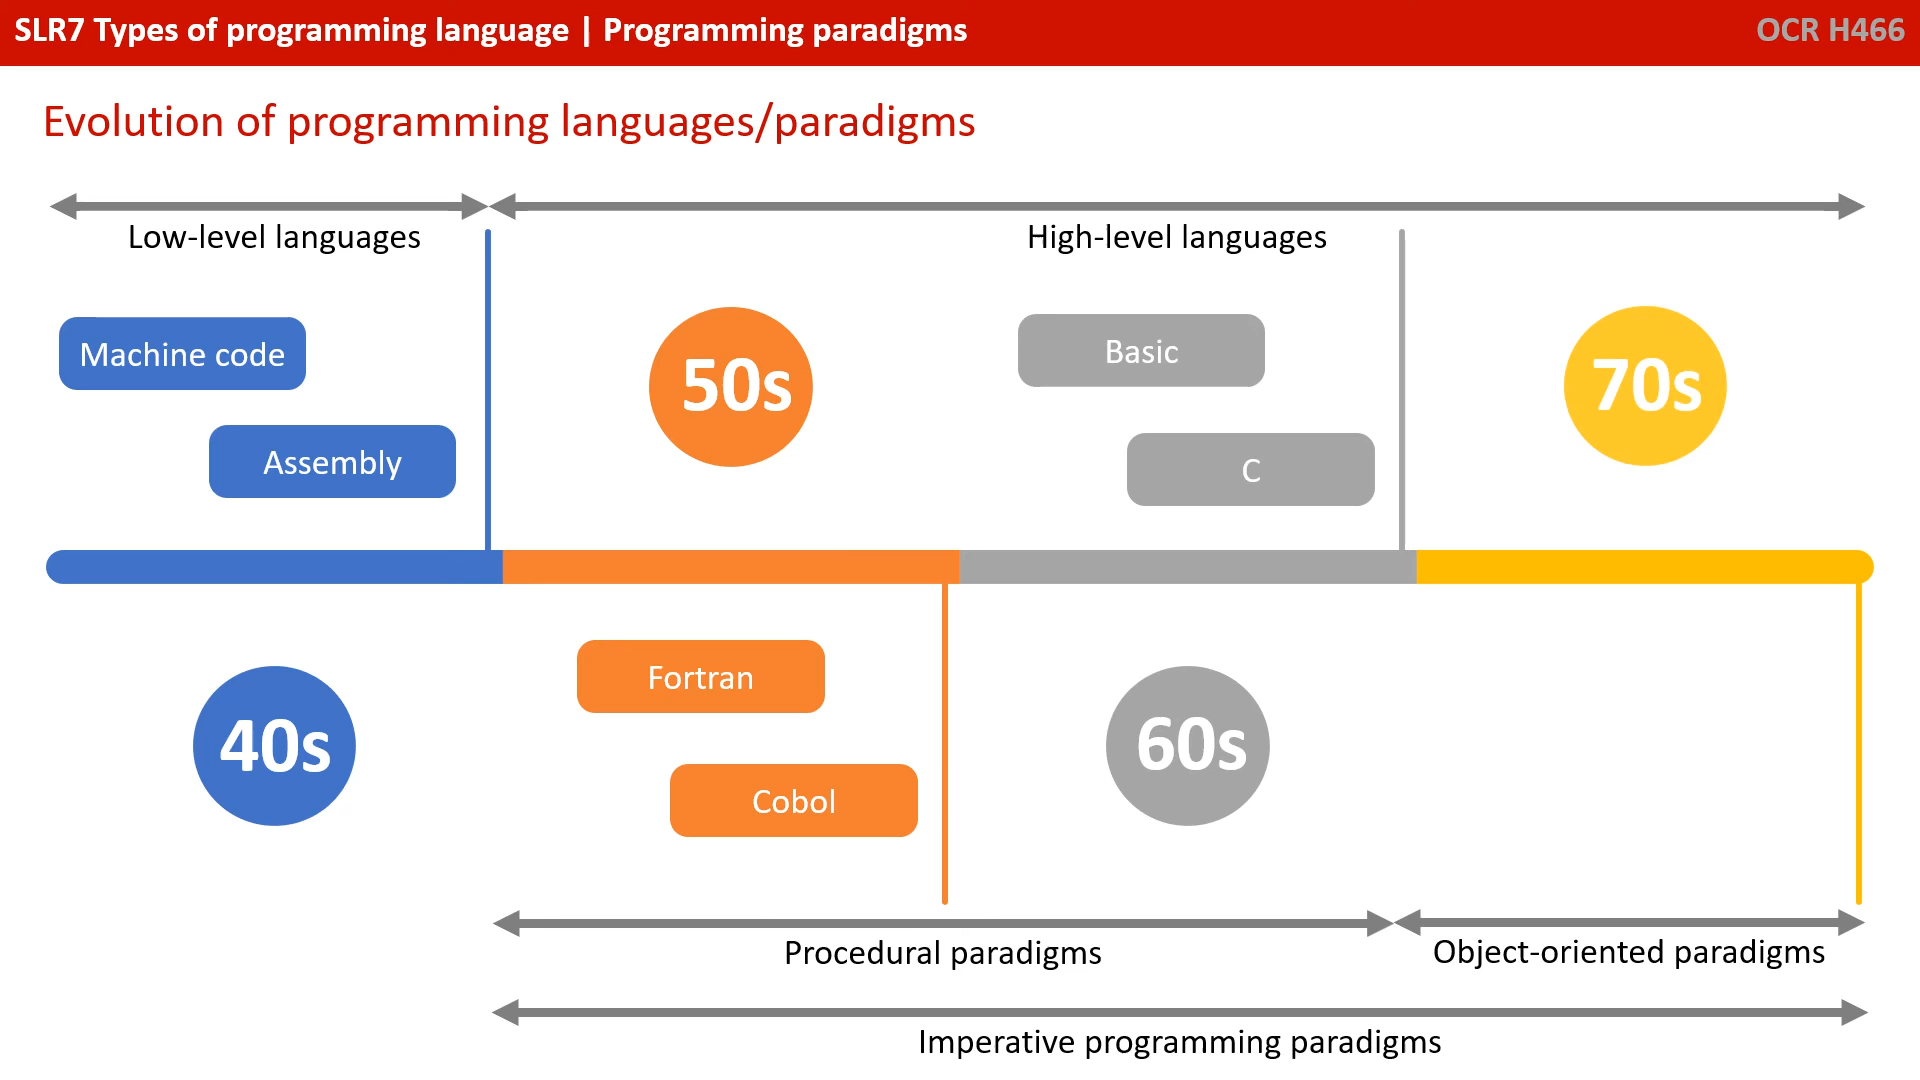 SLR7 Types of programming language | Programming paradigms
OCR H466
Evolution of programming languages/paradigms
Low-level languages
High-level languages
Machine code
Assembly
50s
Basic
C
70s
40s
Fortran
Cobol
60s
Procedural paradigms
Object-oriented paradigms
Imperative programming paradigms